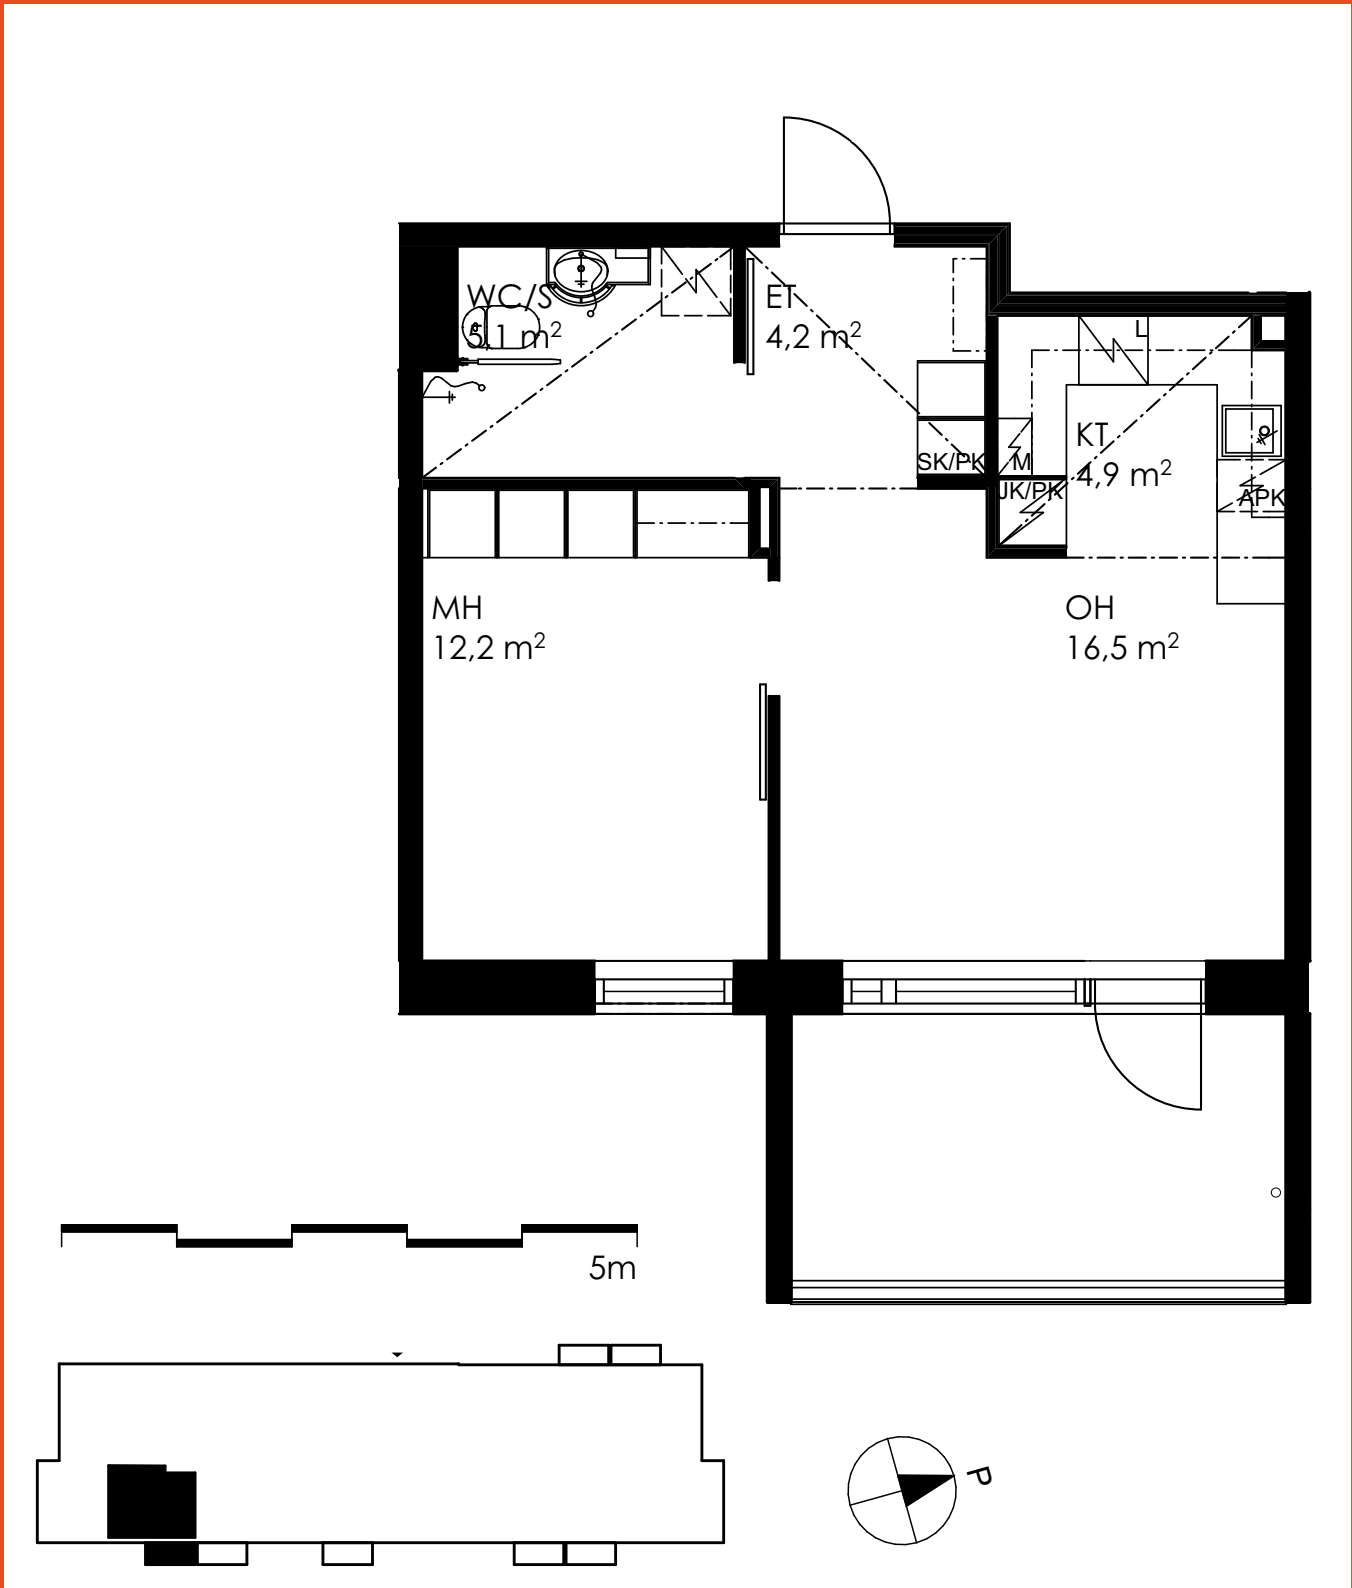 WC/S
5,1 m²
ET
4,2 m²
L
KT
4,9 m²
SK/PK
M
JK/PK
APK
MH
12,2 m²
OH
16,5 m²
5m
P